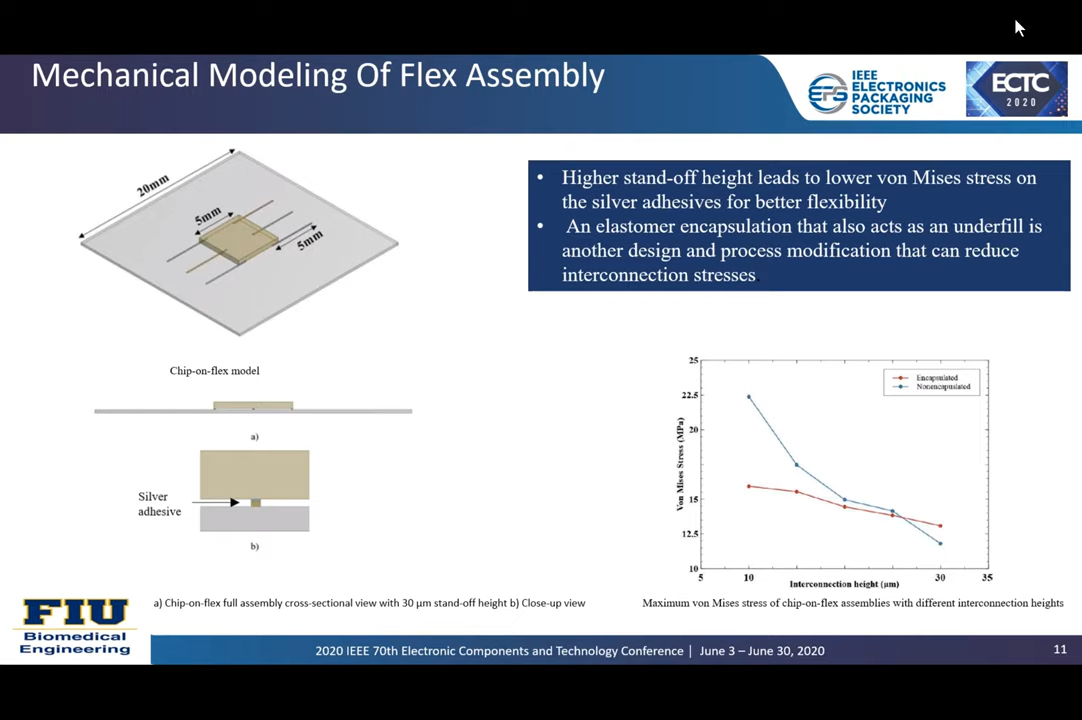 Mechanical Modeling Of Flex Assembly
IEEE
ELECTRONICS
PACKAGING
SOCIETY
EPS
ECTC
2020
20mm
5mm
5mm
Chip-on-flex model
a)
Silver
adhesive
b)
a) Chip-on-flex full assembly cross-sectional view with 30 µm stand-off height b) Close-up view
• Higher stand-off height leads to lower von Mises stress on
the silver adhesives for better flexibility
• An elastomer encapsulation that also acts as an underfill is
another design and process modification that can reduce
interconnection stresses.
25
22.5
20
15
12.5
10
Von Mises Stress (MPa)
Encapsulated
Nonencapsulated
5
10
30
35
Interconnection height (µm)
Maximum von Mises stress of chip-on-flex assemblies with different interconnection heights
FIU
Biomedical
Engineering
2020 IEEE 70th Electronic Components and Technology Conference | June 3 – June 30, 2020
11